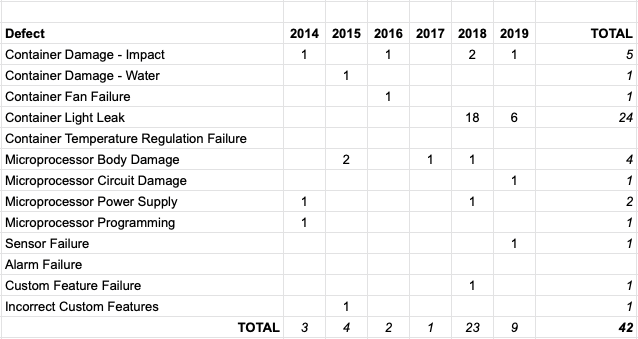 Defect 2014 2015 2016 2017 2018 2019 TOTAL
Container Damage - Impact 1 1 2 1 5
Container Damage - Water 1 1
Container Fan Failure 1 1
Container Light Leak 18 6 24
Container Temperature Regulation Failure
Microprocessor Body Damage 2 1 1 4
Microprocessor Circuit Damage 1 1
Microprocessor Power Supply 1 1 2
Microprocessor Programming 1 1
Sensor Failure 1 1
Alarm Failure
Custom Feature Failure 1 1
Incorrect Custom Features 1 1
TOTAL 3 4 2 1 23 9 42